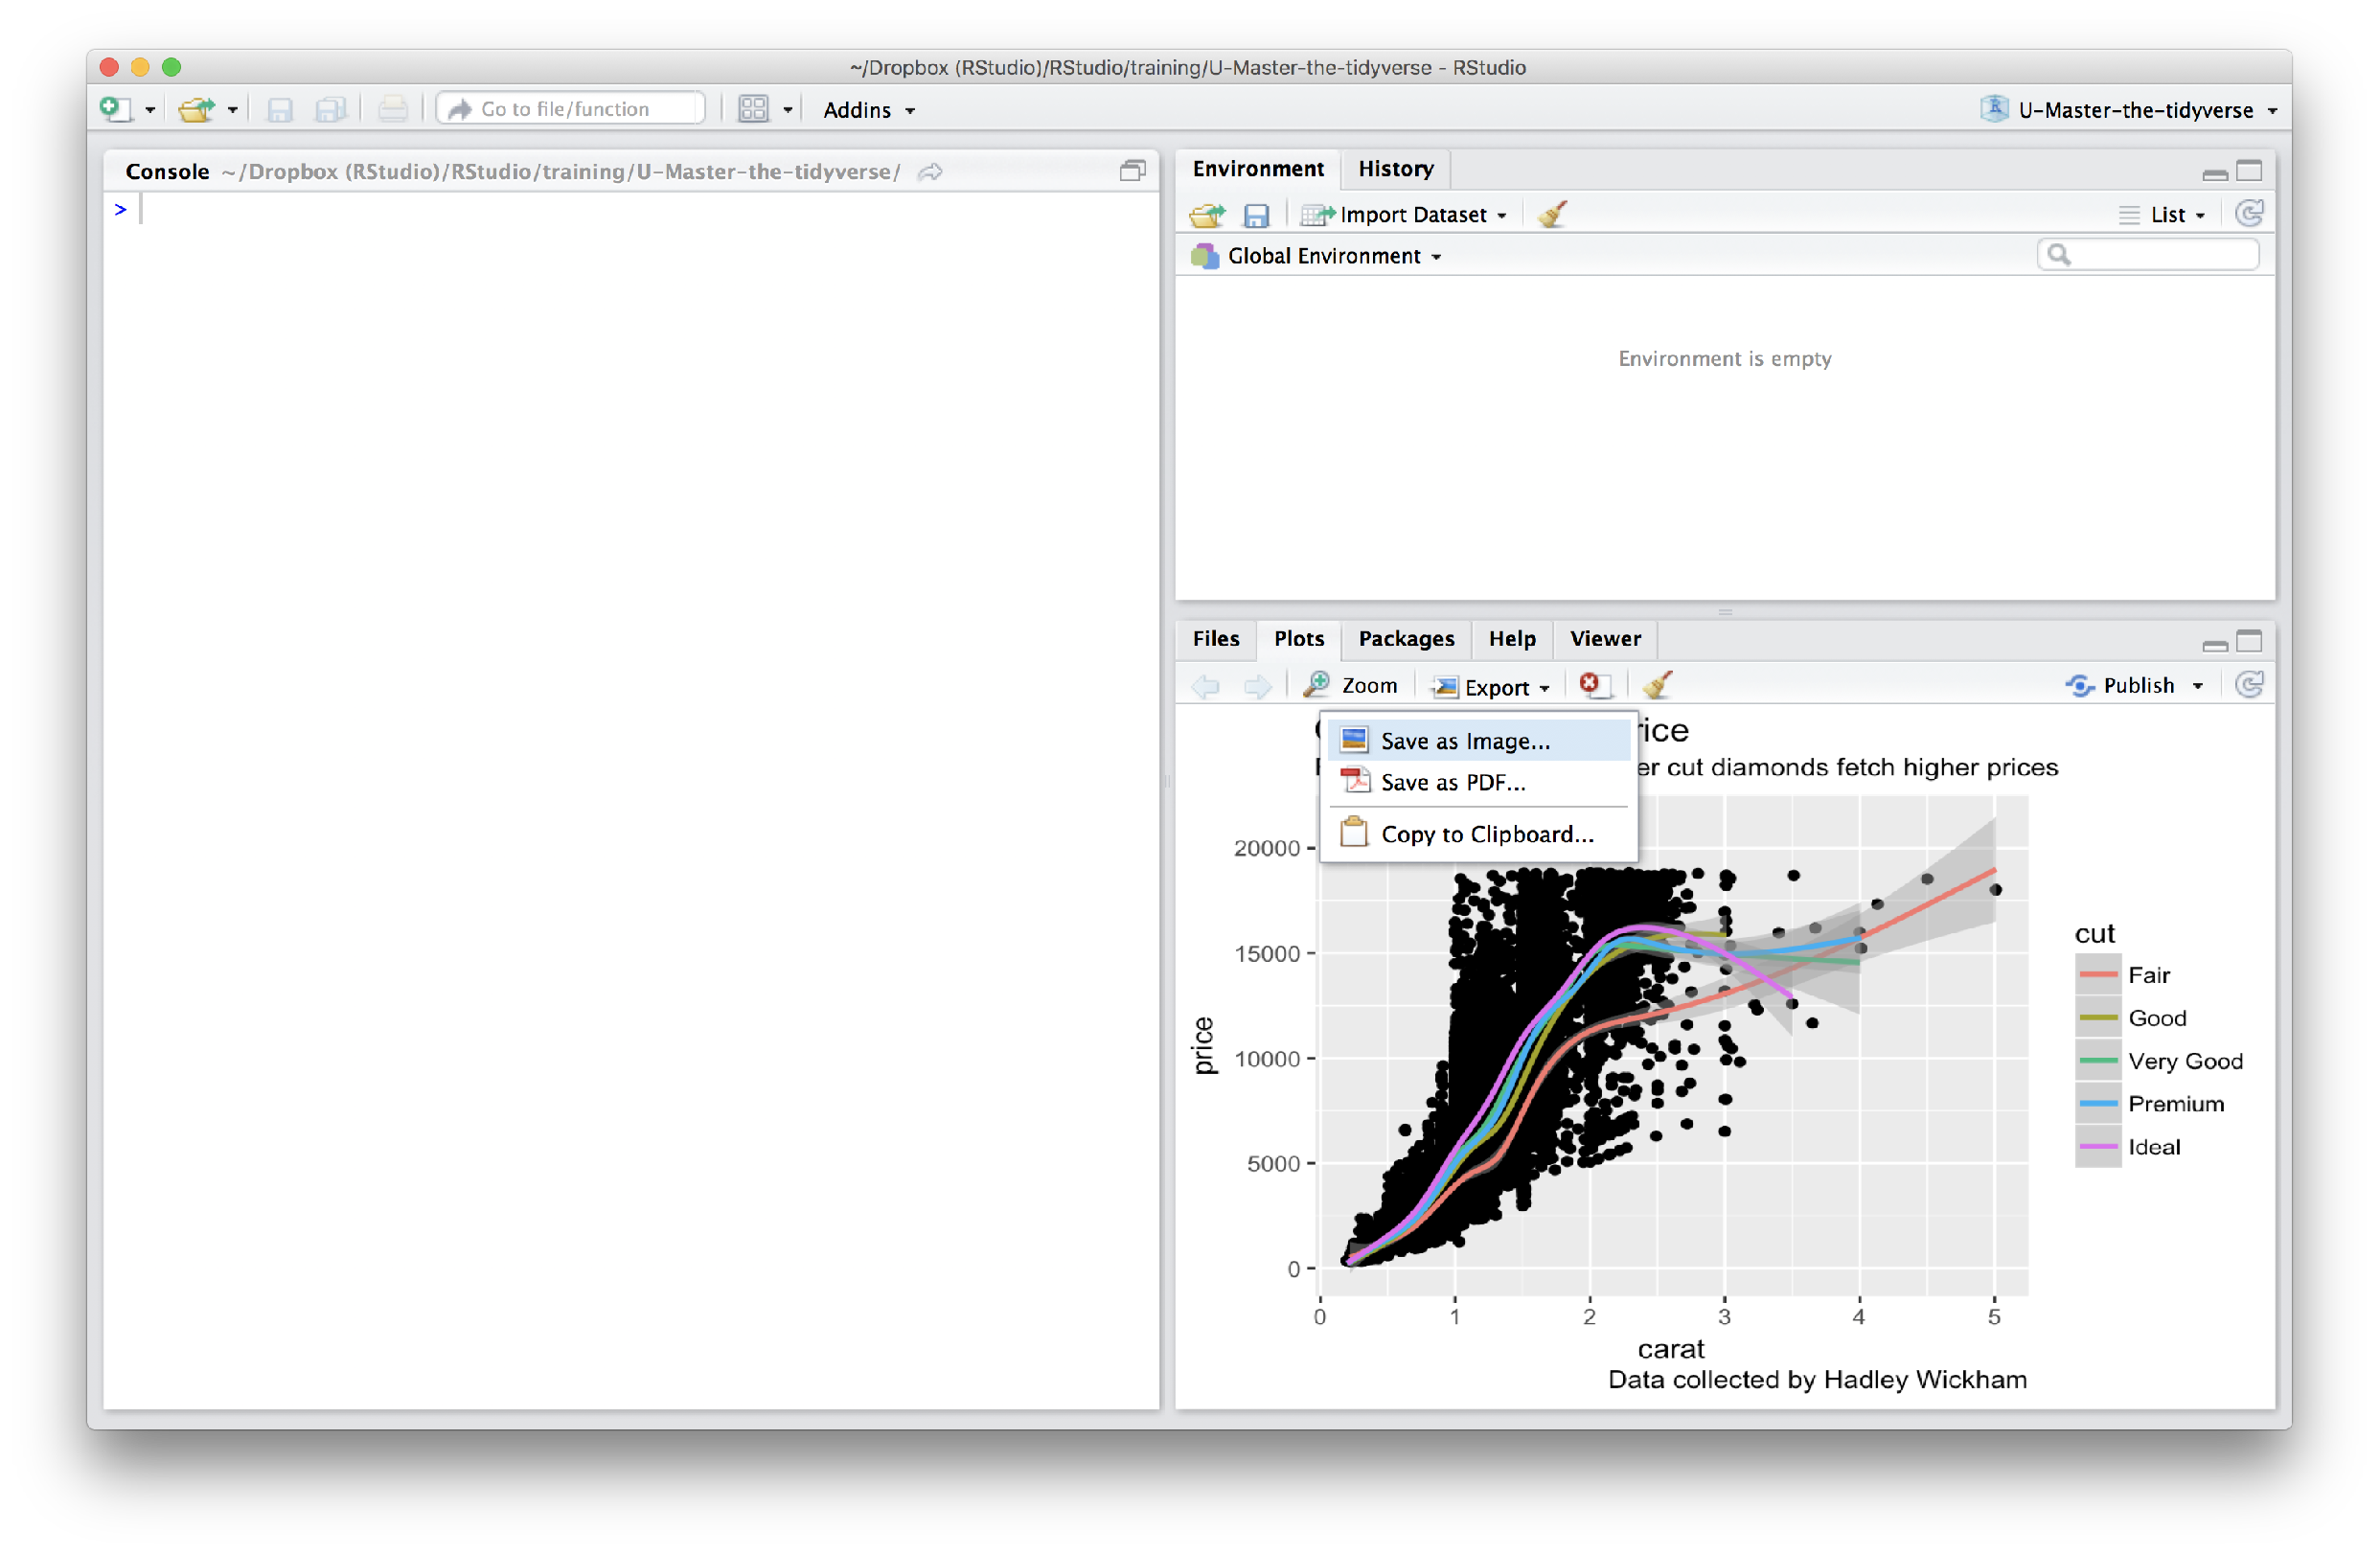 ~/Dropbox (RStudio)/RStudio/training/U-Master-the-tidyverse - RStudio
Go to file/function
Addins
U-Master-the-tidyverse
Console ~/Dropbox (RStudio)/RStudio/training/U-Master-the-tidyverse/
>
Environment History
Import Dataset
List
Global Environment
Environment is empty
Files Plots Packages Help Viewer
Zoom Export Publish
Save as Image...
Save as PDF...
Copy to Clipboard...
cut diamonds fetch higher prices
20000
15000
10000
5000
0
price
0 1 2 3 4 5
carat
Data collected by Hadley Wickham
cut
Fair
Good
Very Good
Premium
Ideal